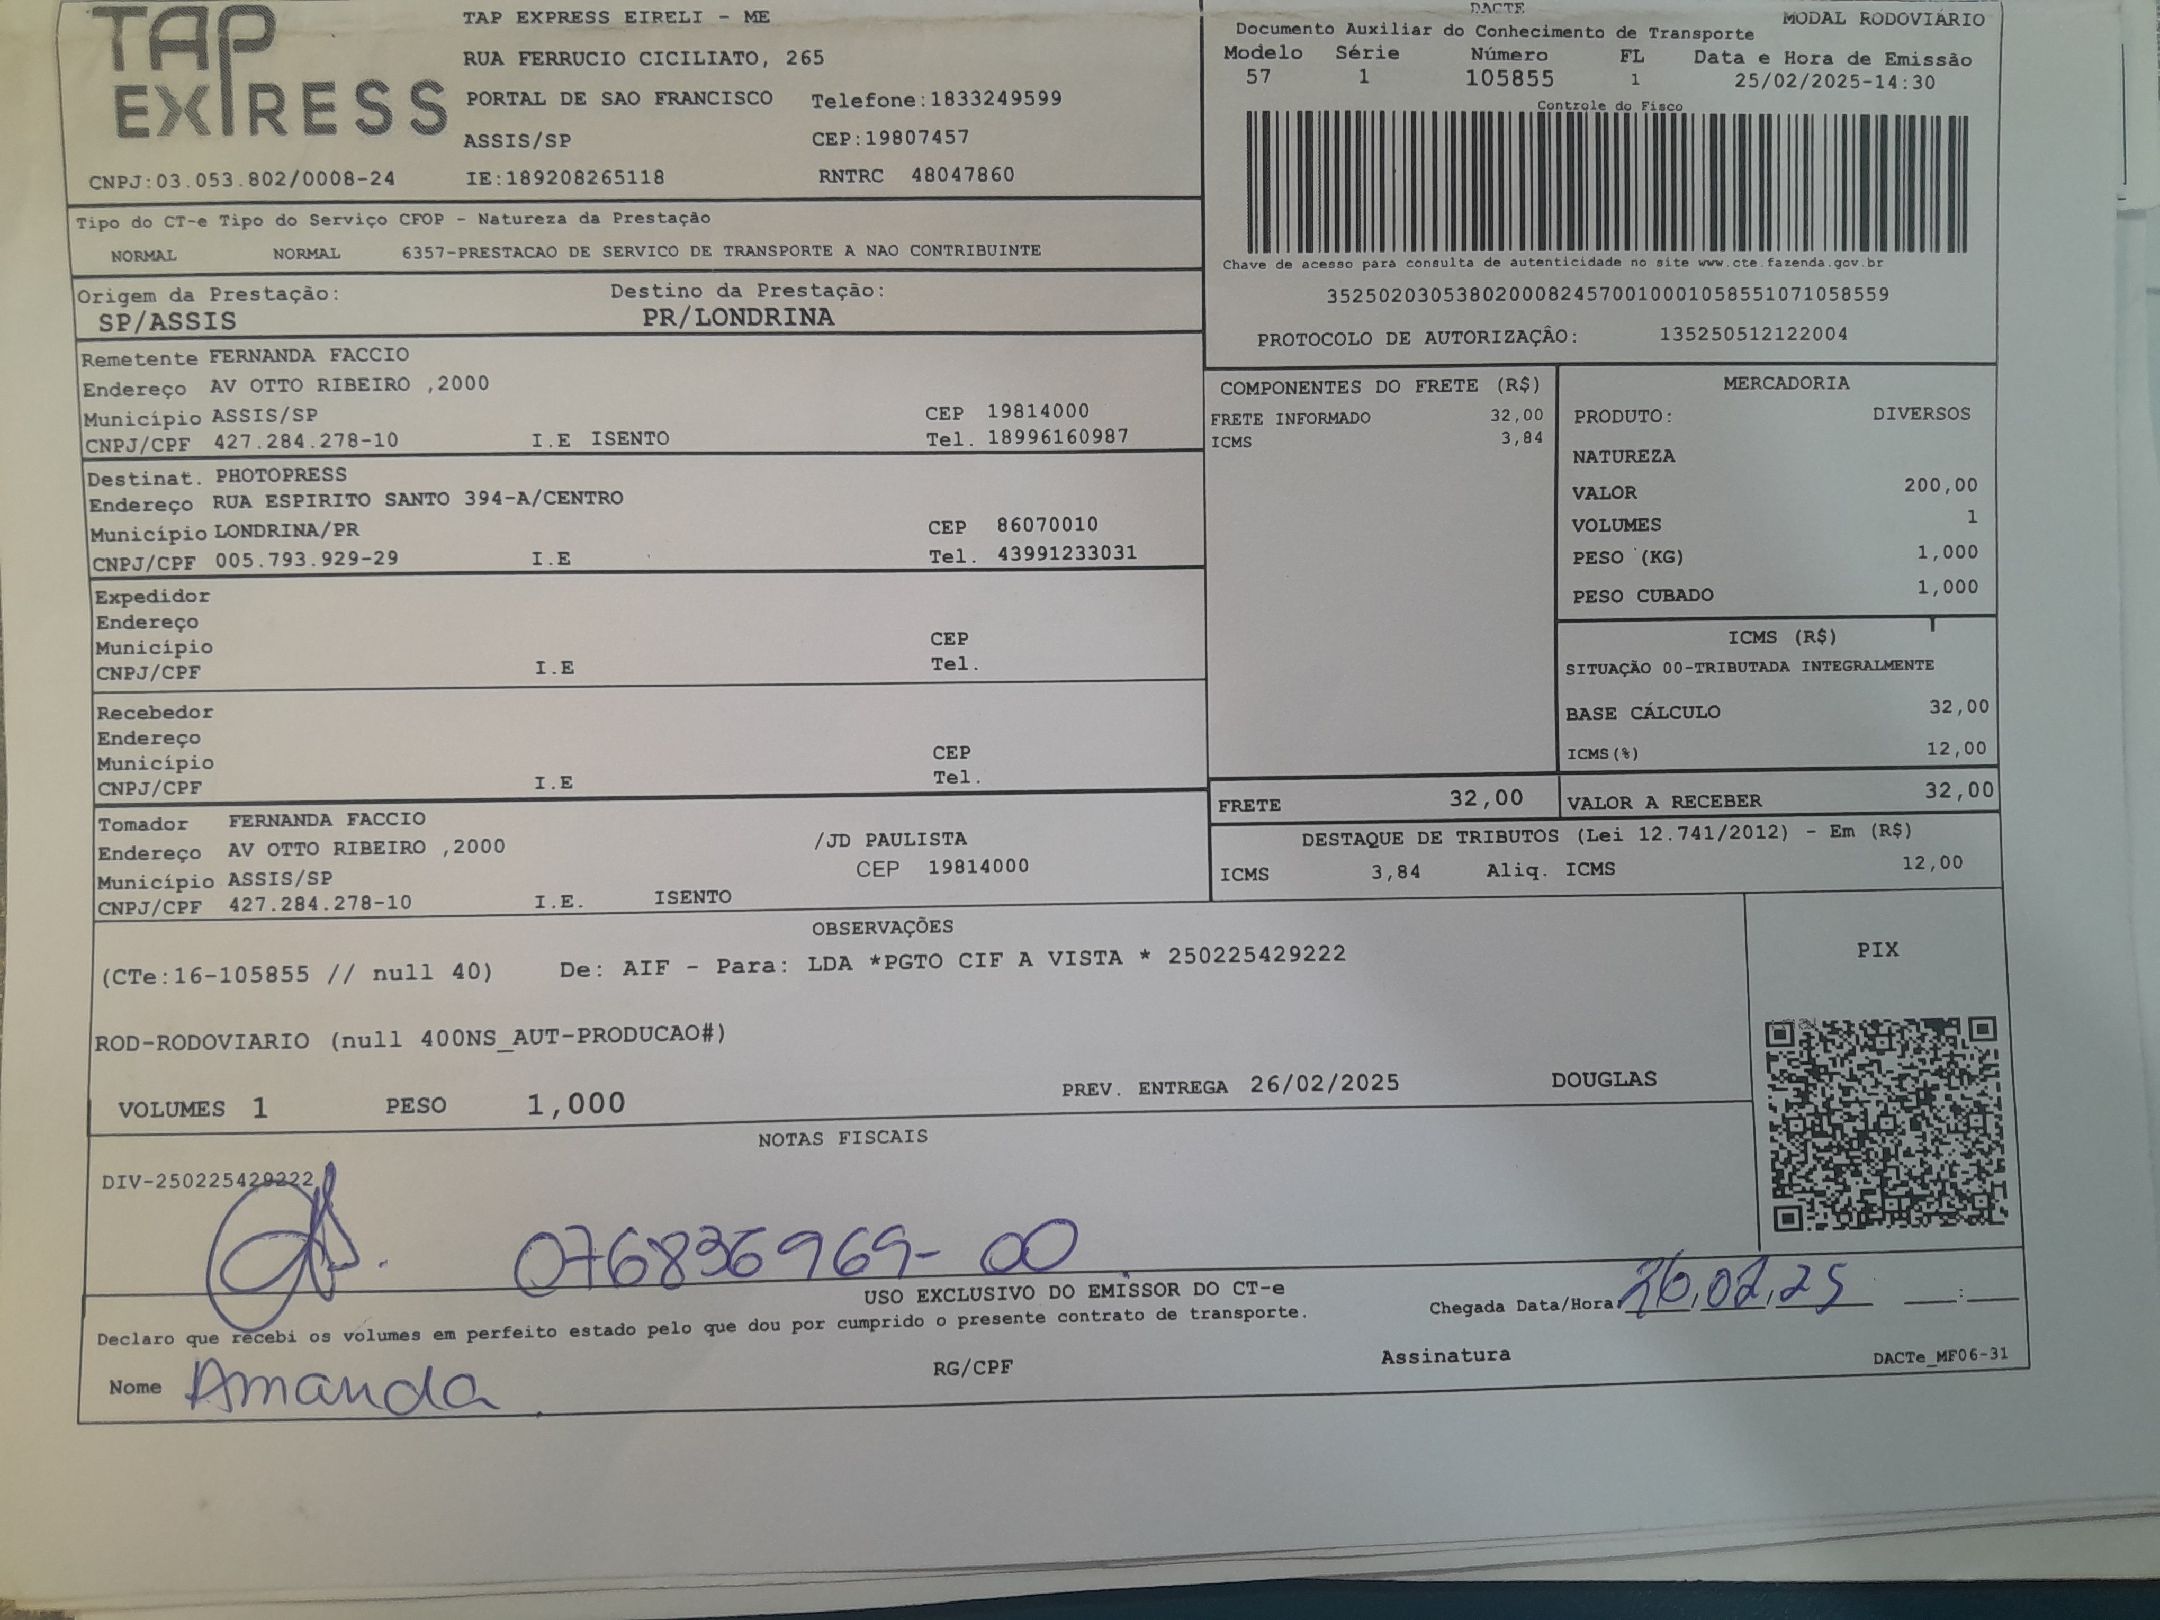 TAP EXPRESS
TAP EXPRESS EIRELI - ME
RUA FERRUCIO CICILIATO, 265
PORTAL DE SAO FRANCISCO Telefone:1833249599
ASSIS/SP CEP:19807457
CNPJ:03.053.802/0008-24 IE:189208265118 RNTRC 48047860
DACTE MODAL RODOVIÁRIO
Documento Auxiliar do Conhecimento de Transporte
Modelo Série Número FL Data e Hora de Emissão
57 1 105855 1 25/02/2025-14:30
Controle do Fisco
Chave de acesso para consulta de autenticidade no site www.cte.fazenda.gov.br
35250203053802000824570010001058551071058559
PROTOCOLO DE AUTORIZAÇÂO: 135250512122004
Tipo do CT-e Tipo do Serviço CFOP - Natureza da Prestação
NORMAL NORMAL 6357-PRESTACAO DE SERVICO DE TRANSPORTE A NAO CONTRIBUINTE
Origem da Prestação: Destino da Prestação:
SP/ASSIS PR/LONDRINA
Remetente FERNANDA FACCIO
Endereço AV OTTO RIBEIRO ,2000
Município ASSIS/SP CEP 19814000
CNPJ/CPF 427.284.278-10 I.E ISENTO Tel. 18996160987
Destinat. PHOTOPRESS
Endereço RUA ESPIRITO SANTO 394-A/CENTRO
Município LONDRINA/PR CEP 86070010
CNPJ/CPF 005.793.929-29 I.E Tel. 43991233031
Expedidor
Endereço
Município CEP
CNPJ/CPF I.E Tel.
Recebedor
Endereço
Município CEP
CNPJ/CPF I.E Tel.
Tomador FERNANDA FACCIO
Endereço AV OTTO RIBEIRO ,2000 /JD PAULISTA
Município ASSIS/SP CEP 19814000
CNPJ/CPF 427.284.278-10 I.E. ISENTO
COMPONENTES DO FRETE (R$)
FRETE INFORMADO 32,00
ICMS 3,84
MERCADORIA
PRODUTO: DIVERSOS
NATUREZA
VALOR 200,00
VOLUMES 1
PESO (KG) 1,000
PESO CUBADO 1,000
ICMS (R$)
SITUAÇÃO 00-TRIBUTADA INTEGRALMENTE
BASE CÁLCULO 32,00
ICMS(%) 12,00
FRETE 32,00 VALOR A RECEBER 32,00
DESTAQUE DE TRIBUTOS (Lei 12.741/2012) - Em (R$)
ICMS 3,84 Aliq. ICMS 12,00
OBSERVAÇÕES
(CTe:16-105855 // null 40) De: AIF - Para: LDA *PGTO CIF A VISTA * 250225429222
ROD-RODOVIARIO (null 400NS_AUT-PRODUCAO#)
VOLUMES 1 PESO 1,000 PREV. ENTREGA 26/02/2025 DOUGLAS
PIX
NOTAS FISCAIS
DIV-250225429222
076836969-00
USO EXCLUSIVO DO EMISSOR DO CT-e
Declaro que recebi os volumes em perfeito estado pelo que dou por cumprido o presente contrato de transporte.
Chegada Data/Hora 26,02,25 __:__
Nome Amanda RG/CPF Assinatura DACTe_MF06-31